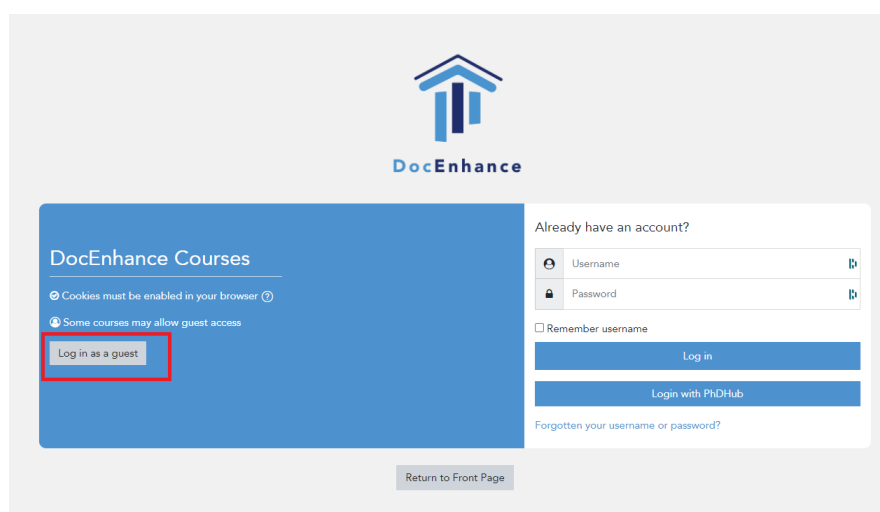 DocEnhance
DocEnhance Courses
Cookies must be enabled in your browser
Some courses may allow guest access
Log in as a guest
Already have an account?
Username
Password
Remember username
Log in
Login with PhDHub
Forgotten your username or password?
Return to Front Page